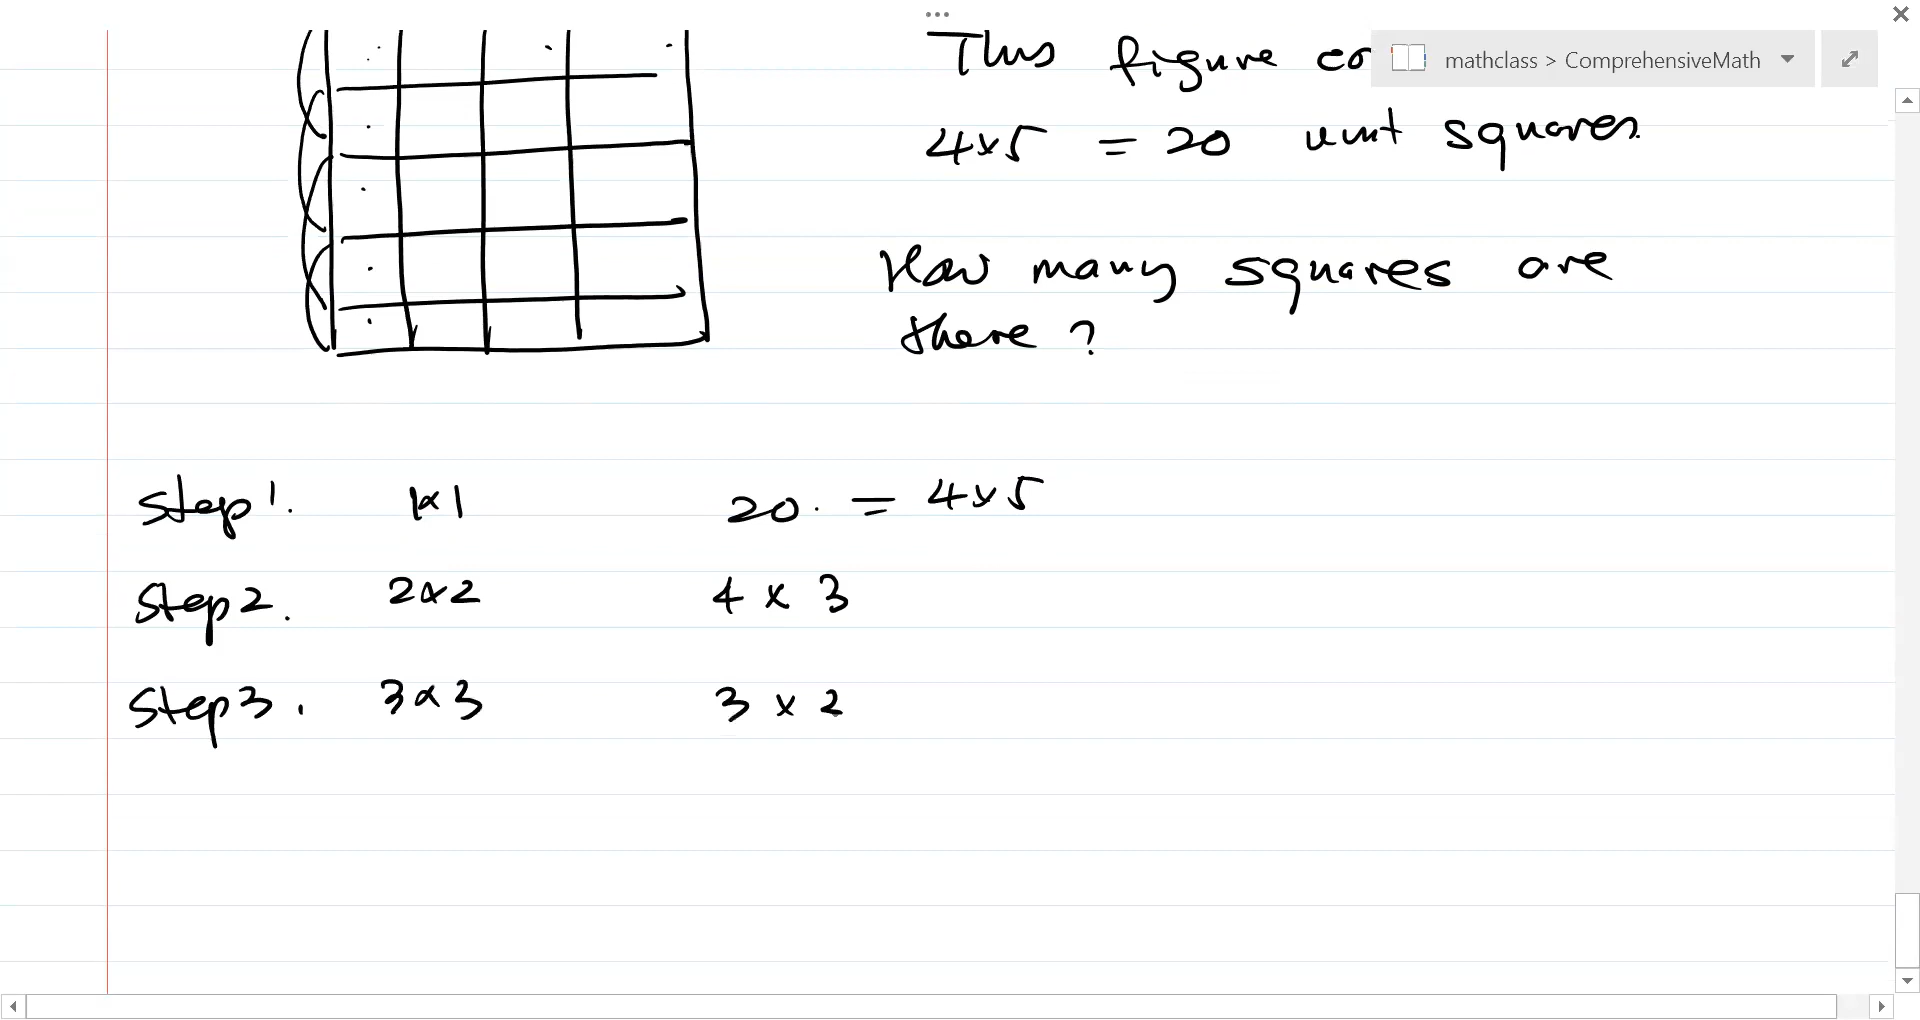 This figure co
mathclass > ComprehensiveMath
4x5 = 20 unit squares.
How many squares are
there ?
Step 1. 1x1 20. = 4x5
Step 2. 2x2 4 x 3
Step 3. 3x3 3 x 2